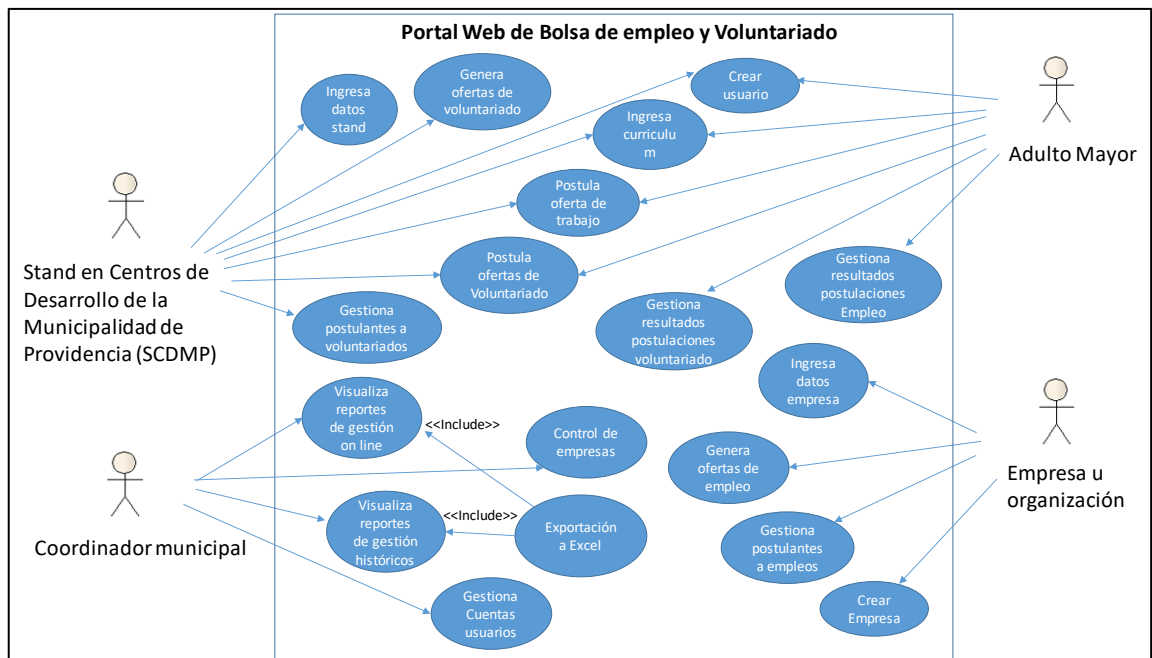 Portal Web de Bolsa de empleo y Voluntariado
Ingresa
datos
stand
Genera
ofertas de
voluntariado
Crear
usuario
Ingresa
curriculu
m
Adulto Mayor
Postula
oferta de
trabajo
Stand en Centros de
Desarrollo de la
Municipalidad de
Providencia (SCDMP)
Postula
ofertas de
Voluntariado
Gestiona
resultados
postulaciones
Empleo
Gestiona
postulantes a
voluntariados
Gestiona
resultados
postulaciones
voluntariado
Ingresa
datos
empresa
Visualiza
reportes
de gestión
on line
<<Include>>
Control de
empresas
Genera
ofertas de
empleo
Empresa u
organización
Coordinador municipal
Visualiza
reportes
de gestión
históricos
<<Include>>
Exportación
a Excel
Gestiona
postulantes
a empleos
Gestiona
Cuentas
usuarios
Crear
Empresa